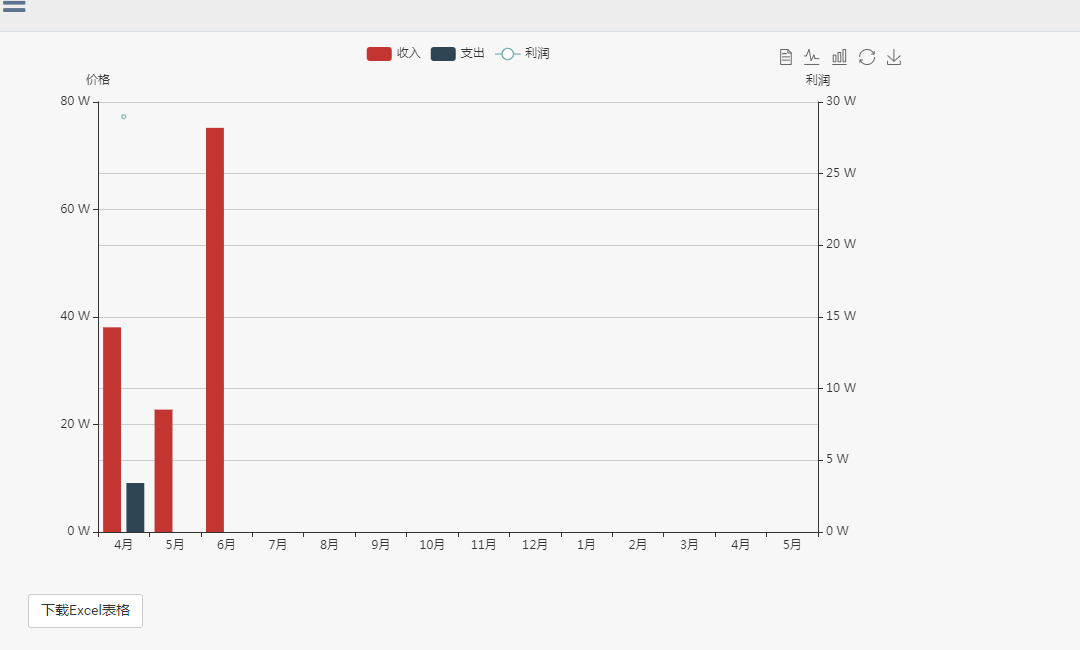 收入 支出 利润
价格 利润
80 W 30 W
25 W
60 W
20 W
40 W 15 W
10 W
20 W
5 W
0 W 0 W
4月 5月 6月 7月 8月 9月 10月 11月 12月 1月 2月 3月 4月 5月
下载Excel表格